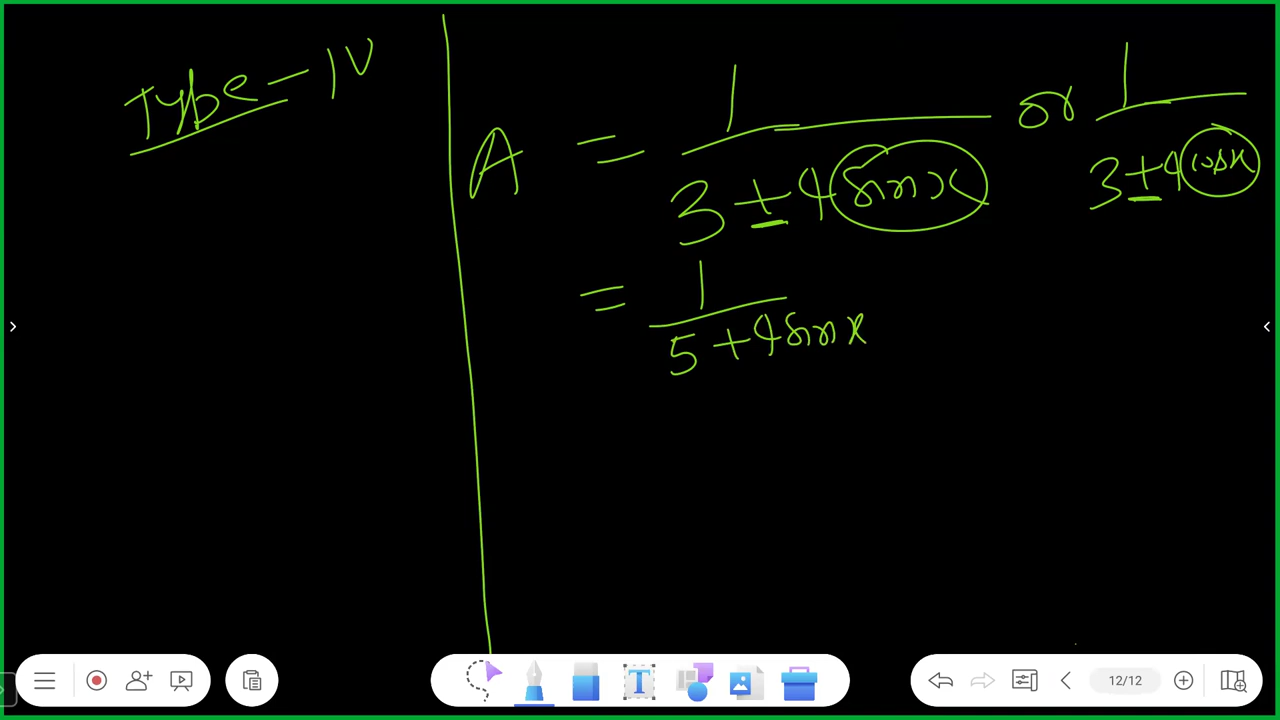 Type - IV
A = 1 / 3 ± 4 sin x or 1 / 3 ± 4 cos x
= 1 / 5 + 4 sin x
12/12